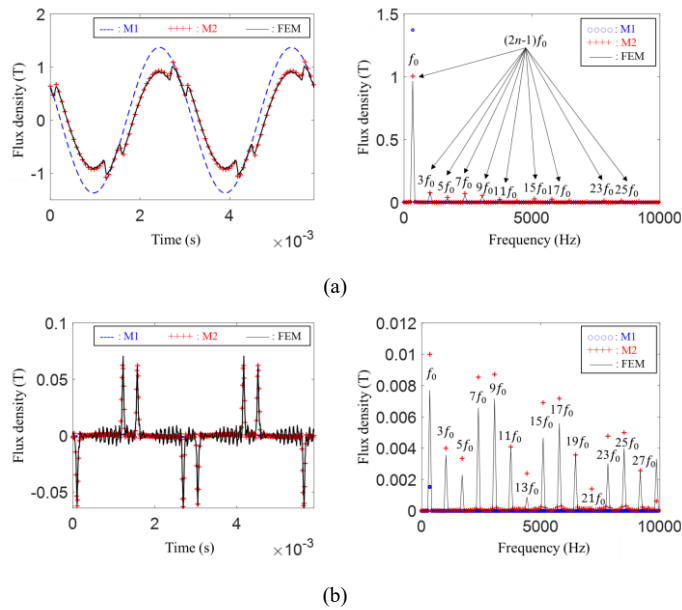 --- : M1 ++++ : M2 — : FEM
2
1
0
-1
Flux density (T)
0 2 4
Time (s)
×10⁻³
1.5
1
0.5
0
Flux density (T)
oooo : M1
++++ : M2
— : FEM
(2n-1)f₀
f₀
3f₀ 5f₀ 7f₀ 9f₀ 11f₀ 15f₀ 17f₀ 23f₀ 25f₀
0 5000 10000
Frequency (Hz)
(a)
--- : M1 ++++ : M2 — : FEM
0.1
0.05
0
-0.05
Flux density (T)
0 2 4
Time (s)
×10⁻³
0.012
0.01
0.008
0.006
0.004
0.002
0
Flux density (T)
oooo : M1
++++ : M2
— : FEM
f₀ 3f₀ 5f₀ 7f₀ 9f₀ 11f₀ 13f₀ 15f₀ 17f₀ 19f₀ 21f₀ 23f₀ 25f₀ 27f₀
0 5000 10000
Frequency (Hz)
(b)